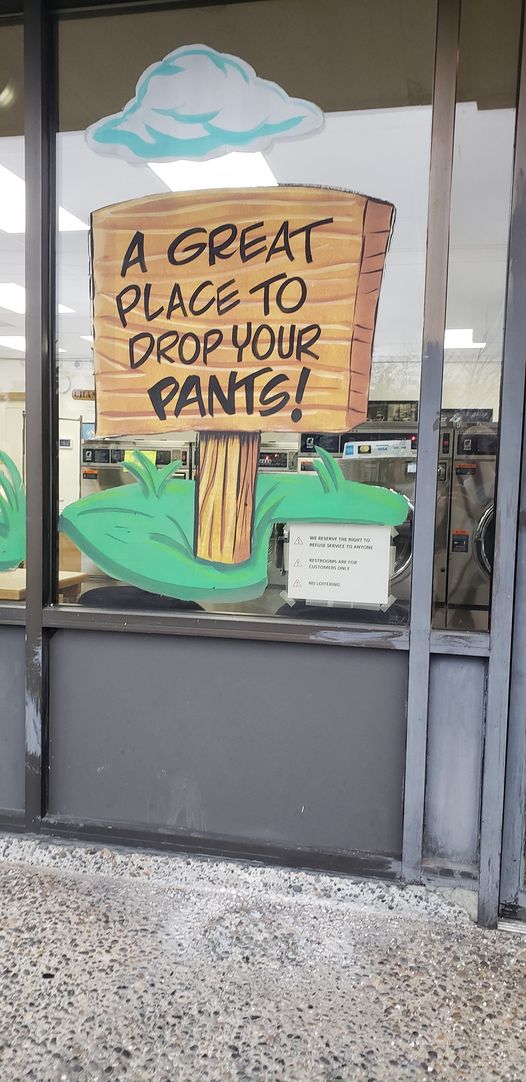 A GREAT
PLACE TO
DROP YOUR
PANTS!
VISA
WE RESERVE THE RIGHT TO
REFUSE SERVICE TO ANYONE
RESTROOMS ARE FOR
CUSTOMERS ONLY
NO LOITERING